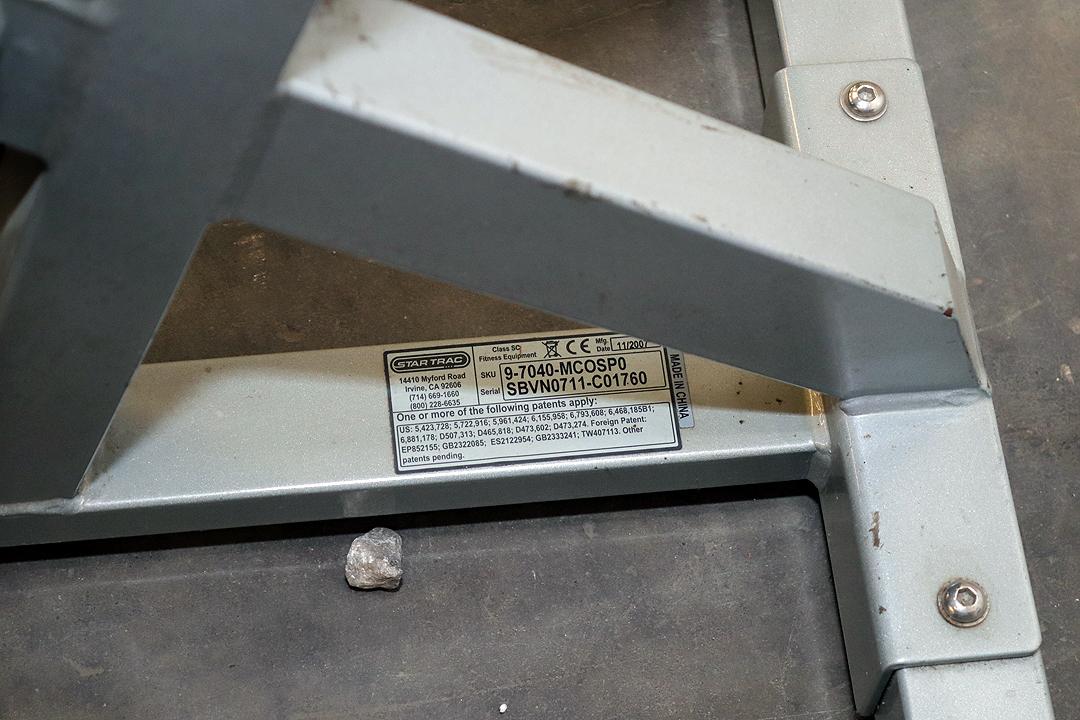 STAR TRAC
14410 Myford Road
Irvine, CA 92606
(714) 669-1660
(800) 228-6635
Class SC
Fitness Equipment
CE
Mfg.
Date 11/2007
SKU 9-7040-MCOSP0
Serial SBVN0711-C01760
One or more of the following patents apply:
US: 5,423,728; 5,722,916; 5,961,424; 6,155,958; 6,793,608; 6,468,185B1;
6,881,178; D507,313; D465,818; D473,602; D473,274. Foreign Patent:
EP852155; GB2322085; ES2122954; GB2333241; TW407113. Other
patents pending.
MADE IN CHINA